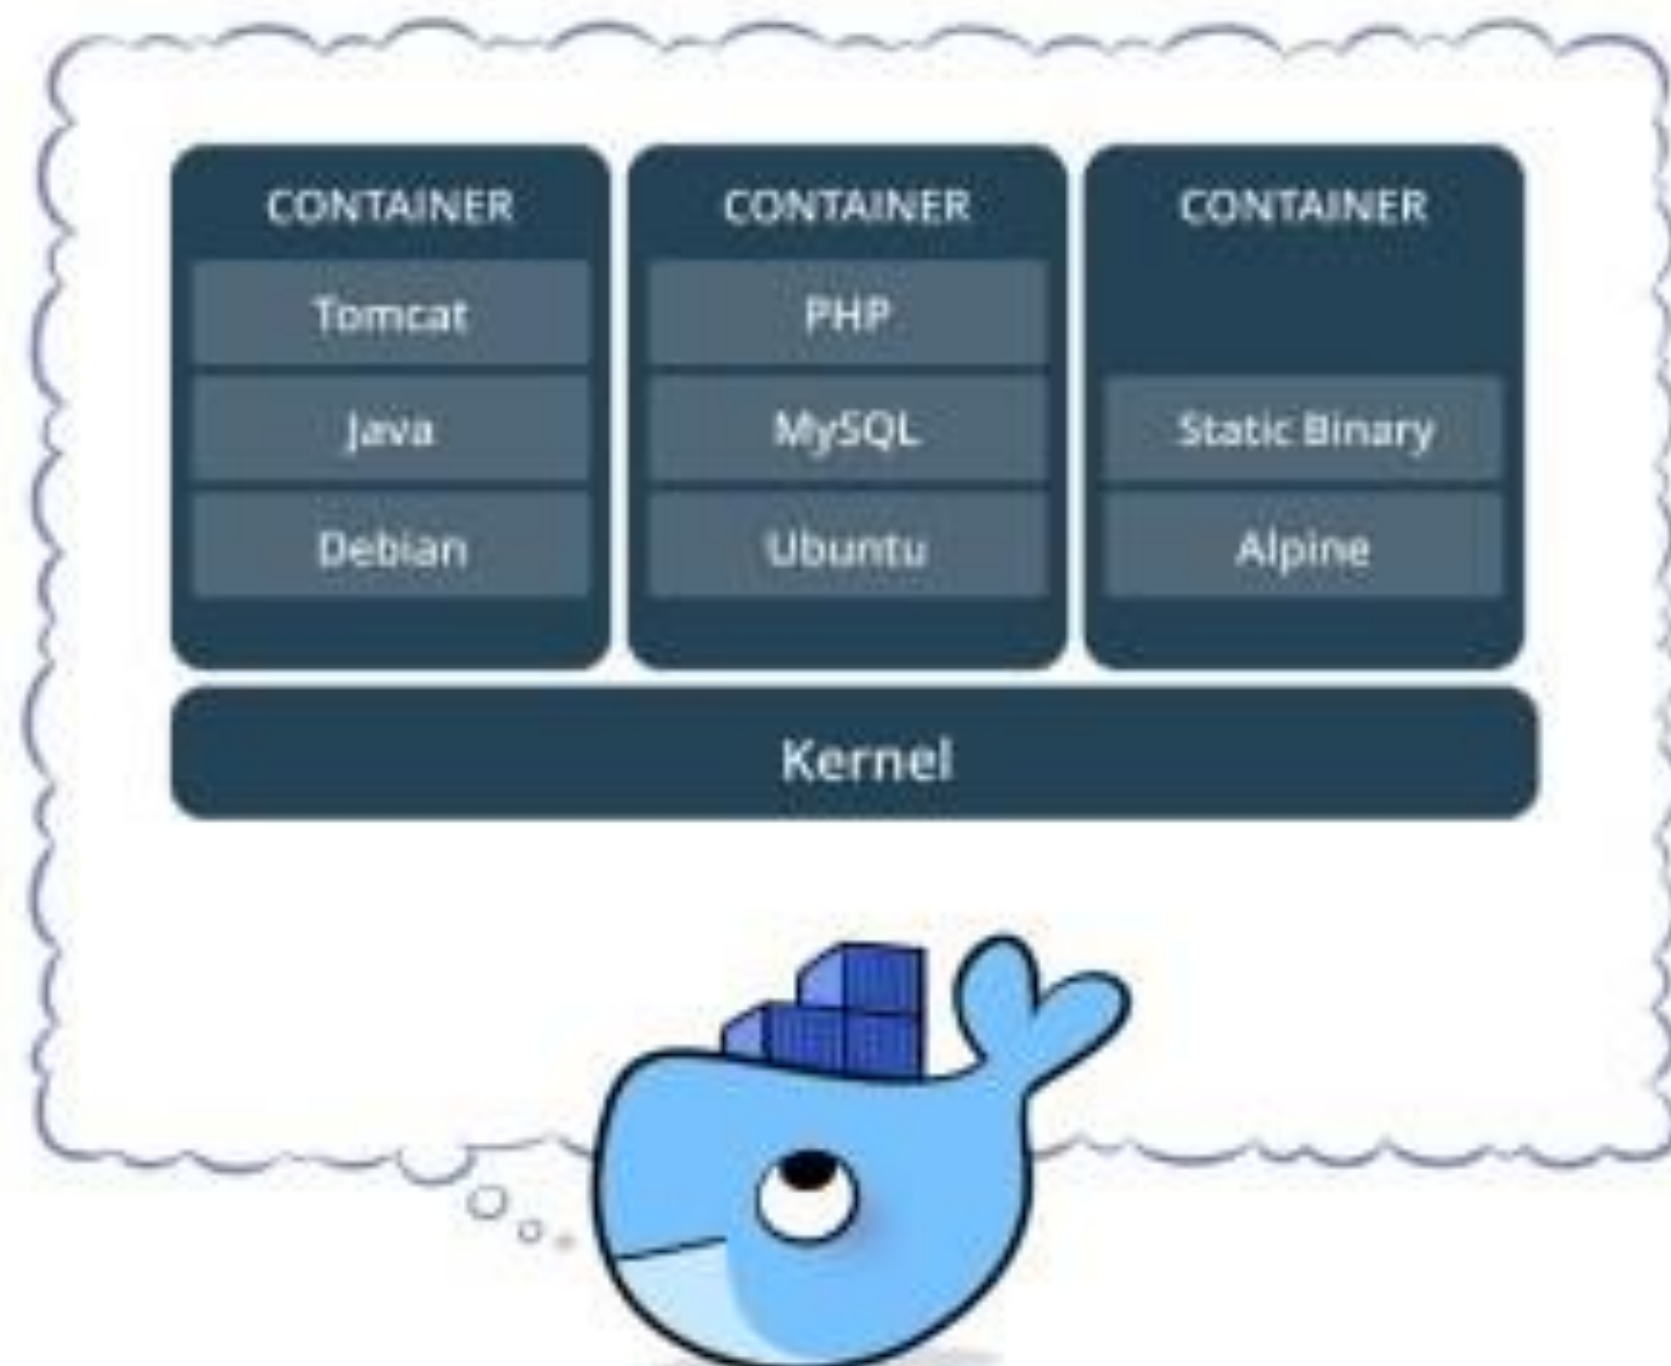 CONTAINER
Tomcat
Java
Debian
CONTAINER
PHP
MySQL
Ubuntu
CONTAINER
Static Binary
Alpine
Kernel